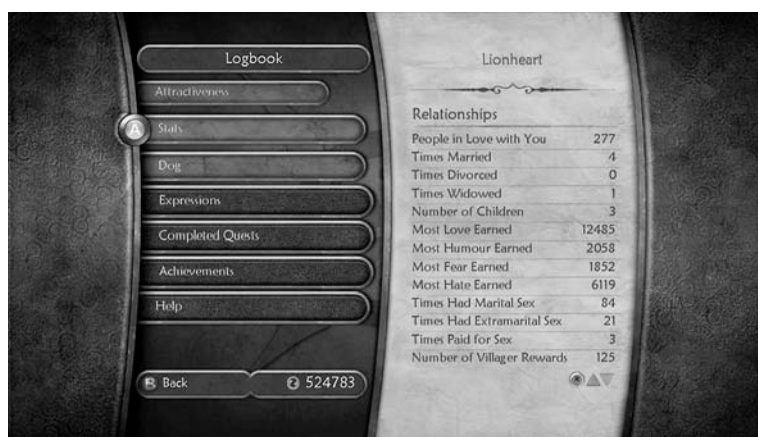 Logbook
Attractiveness
A Stats
Dog
Expressions
Completed Quests
Achievements
Help
B Back
524783
Lionheart
Relationships
People in Love with You 277
Times Married 4
Times Divorced 0
Times Widowed 1
Number of Children 3
Most Love Earned 12485
Most Humour Earned 2058
Most Fear Earned 1852
Most Hate Earned 6119
Times Had Marital Sex 84
Times Had Extramarital Sex 21
Times Paid for Sex 3
Number of Villager Rewards 125